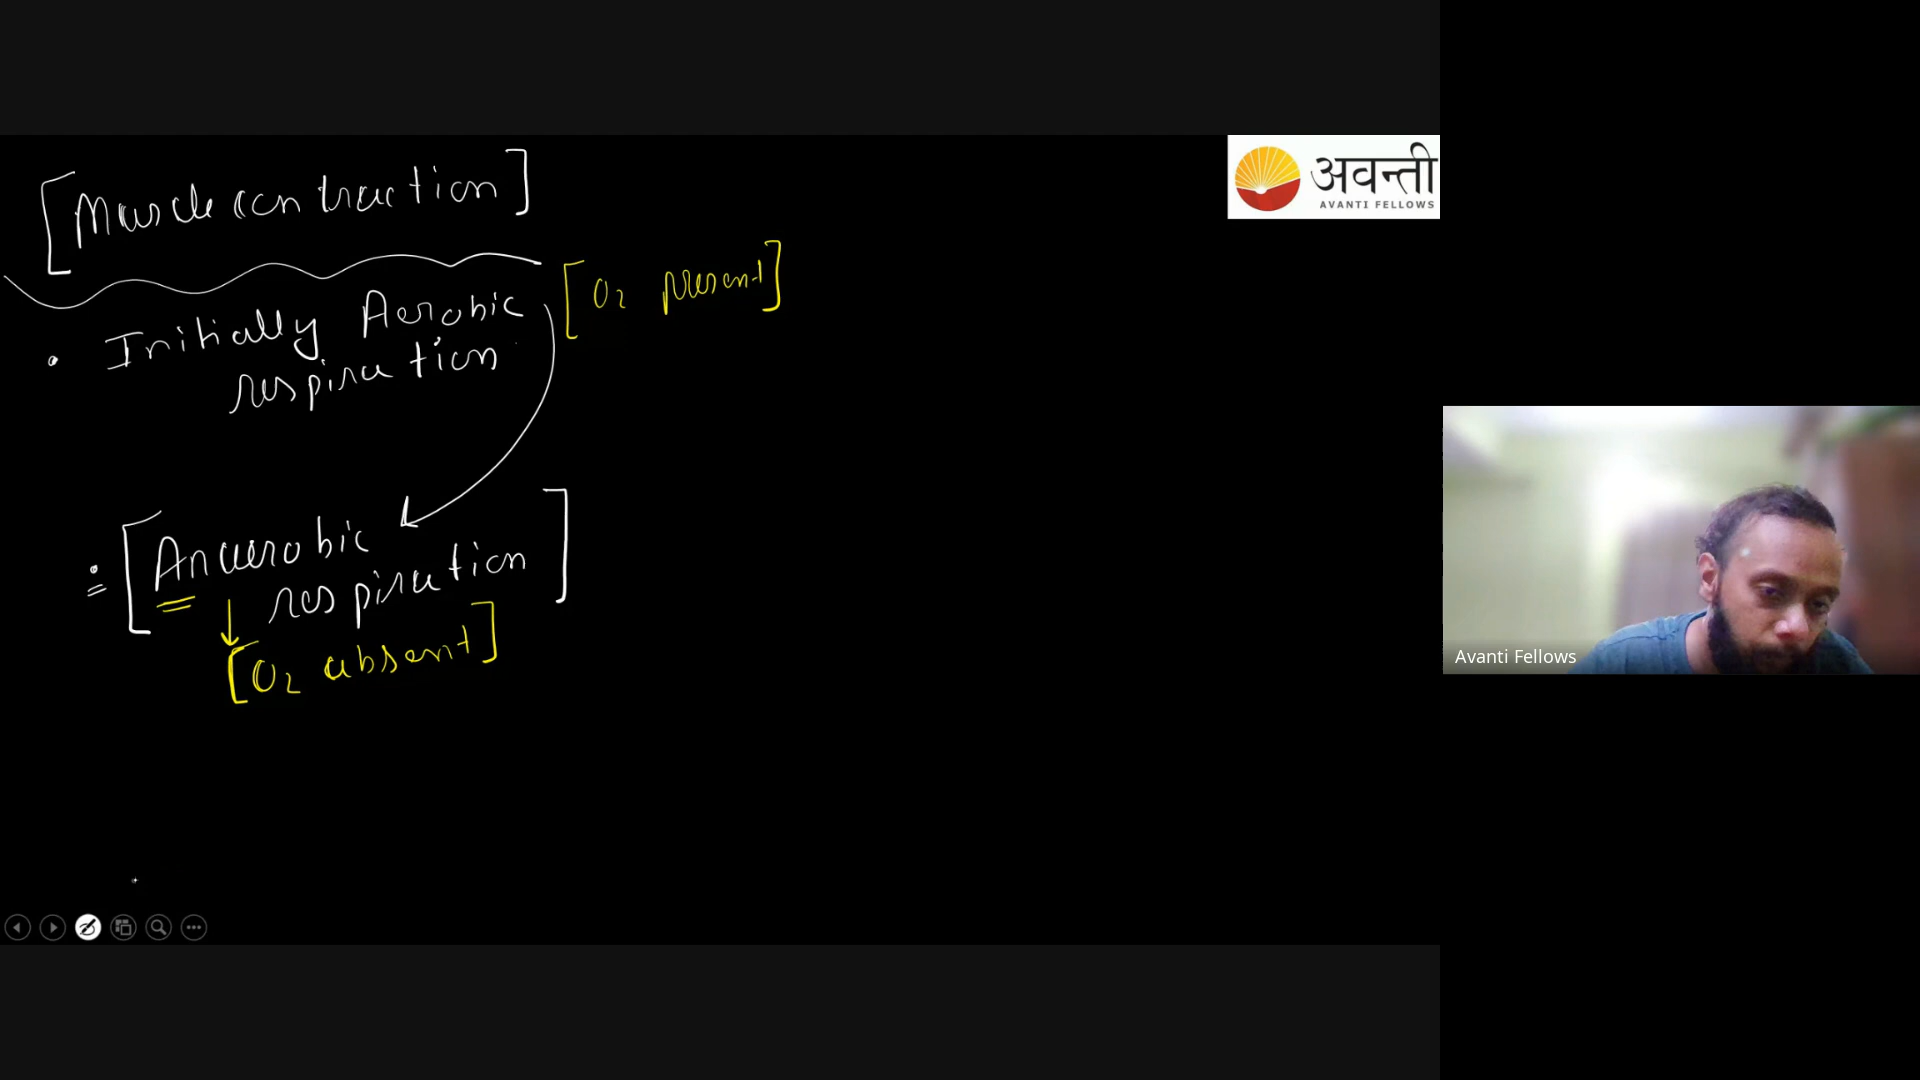 [Muscle contraction]
[O2 present]
• Initially Aerobic
respiration
[Anaerobic
respiration]
[O2 absent]
अवन्ती
AVANTI FELLOWS
Avanti Fellows